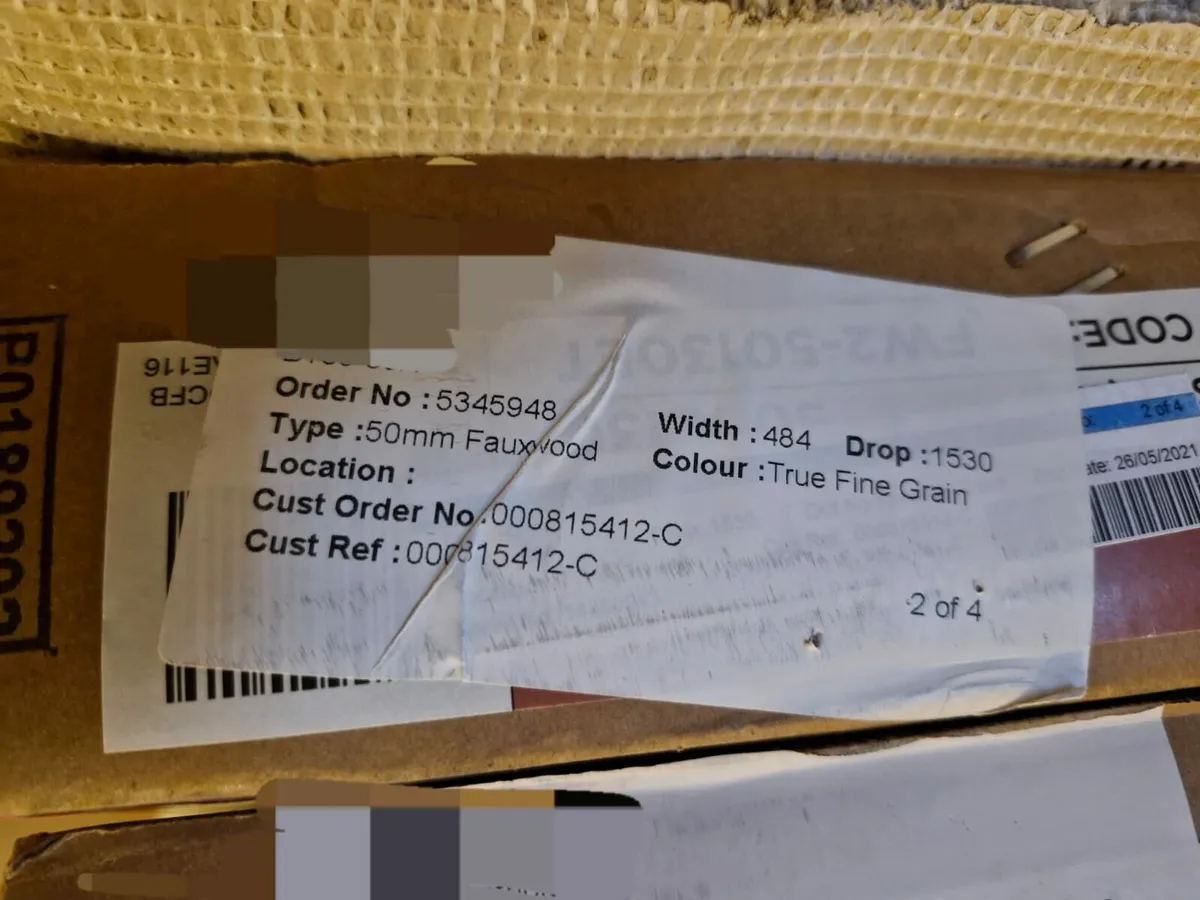 Order No :5345948
Type :50mm Fauxwood
Width :484 Drop :1530
Location :
Colour :True Fine Grain
Cust Order No :000815412-C
Cust Ref :000815412-C
2 of 4
CODE:
2 of 4
26/05/2021
CFB